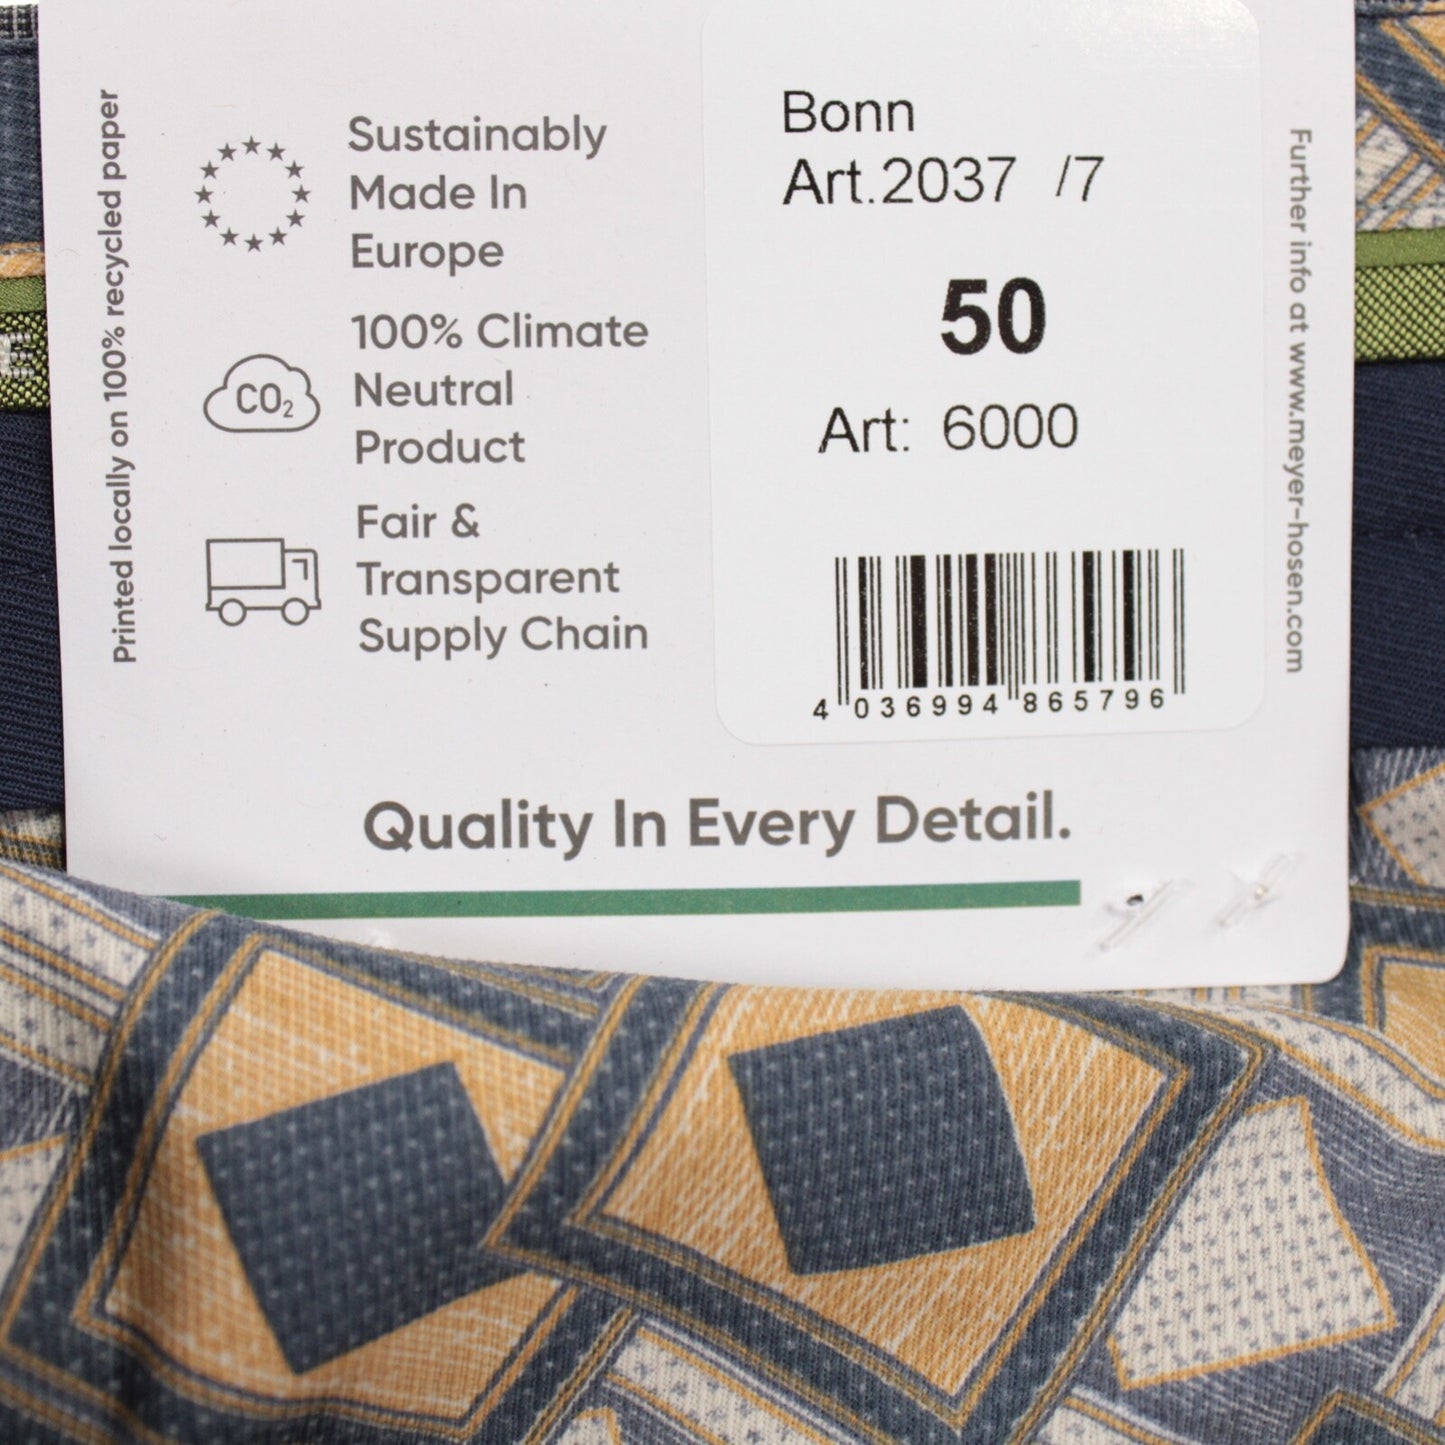 Printed locally on 100% recycled paper
Sustainably
Made In
Europe
CO2
100% Climate
Neutral
Product
Fair &
Transparent
Supply Chain
Bonn
Art.2037 /7
50
Art: 6000
4 036994 865796
Further info at www.meyer-hosen.com
Quality In Every Detail.